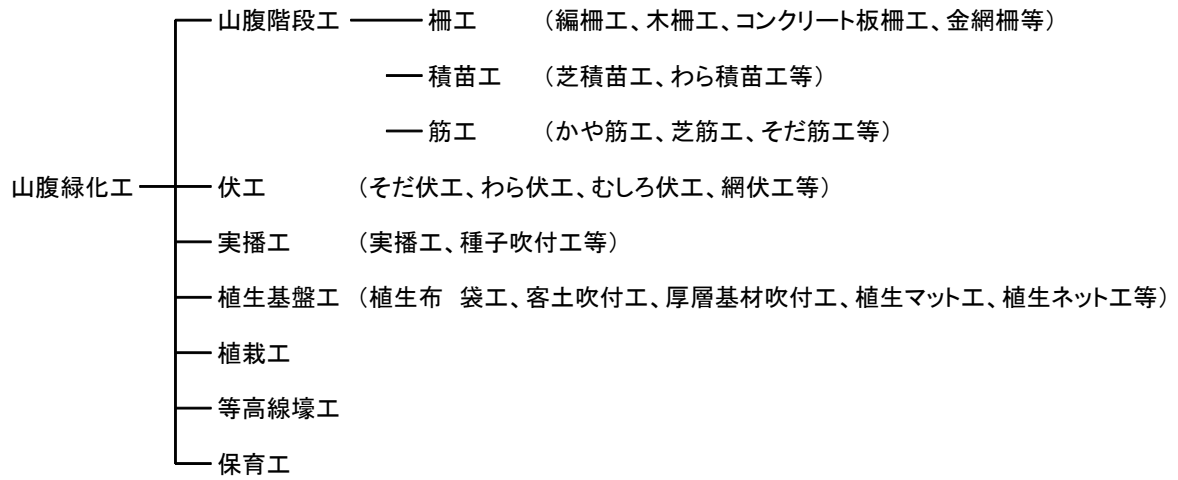 山腹階段工 柵工 （編柵工、木柵工、コンクリート板柵工、金網柵等）
積苗工 （芝積苗工、わら積苗工等）
筋工 （かや筋工、芝筋工、そだ筋工等）
山腹緑化工 伏工 （そだ伏工、わら伏工、むしろ伏工、網伏工等）
実播工 （実播工、種子吹付工等）
植生基盤工 （植生布　袋工、客土吹付工、厚層基材吹付工、植生マット工、植生ネット工等）
植栽工
等高線壕工
保育工